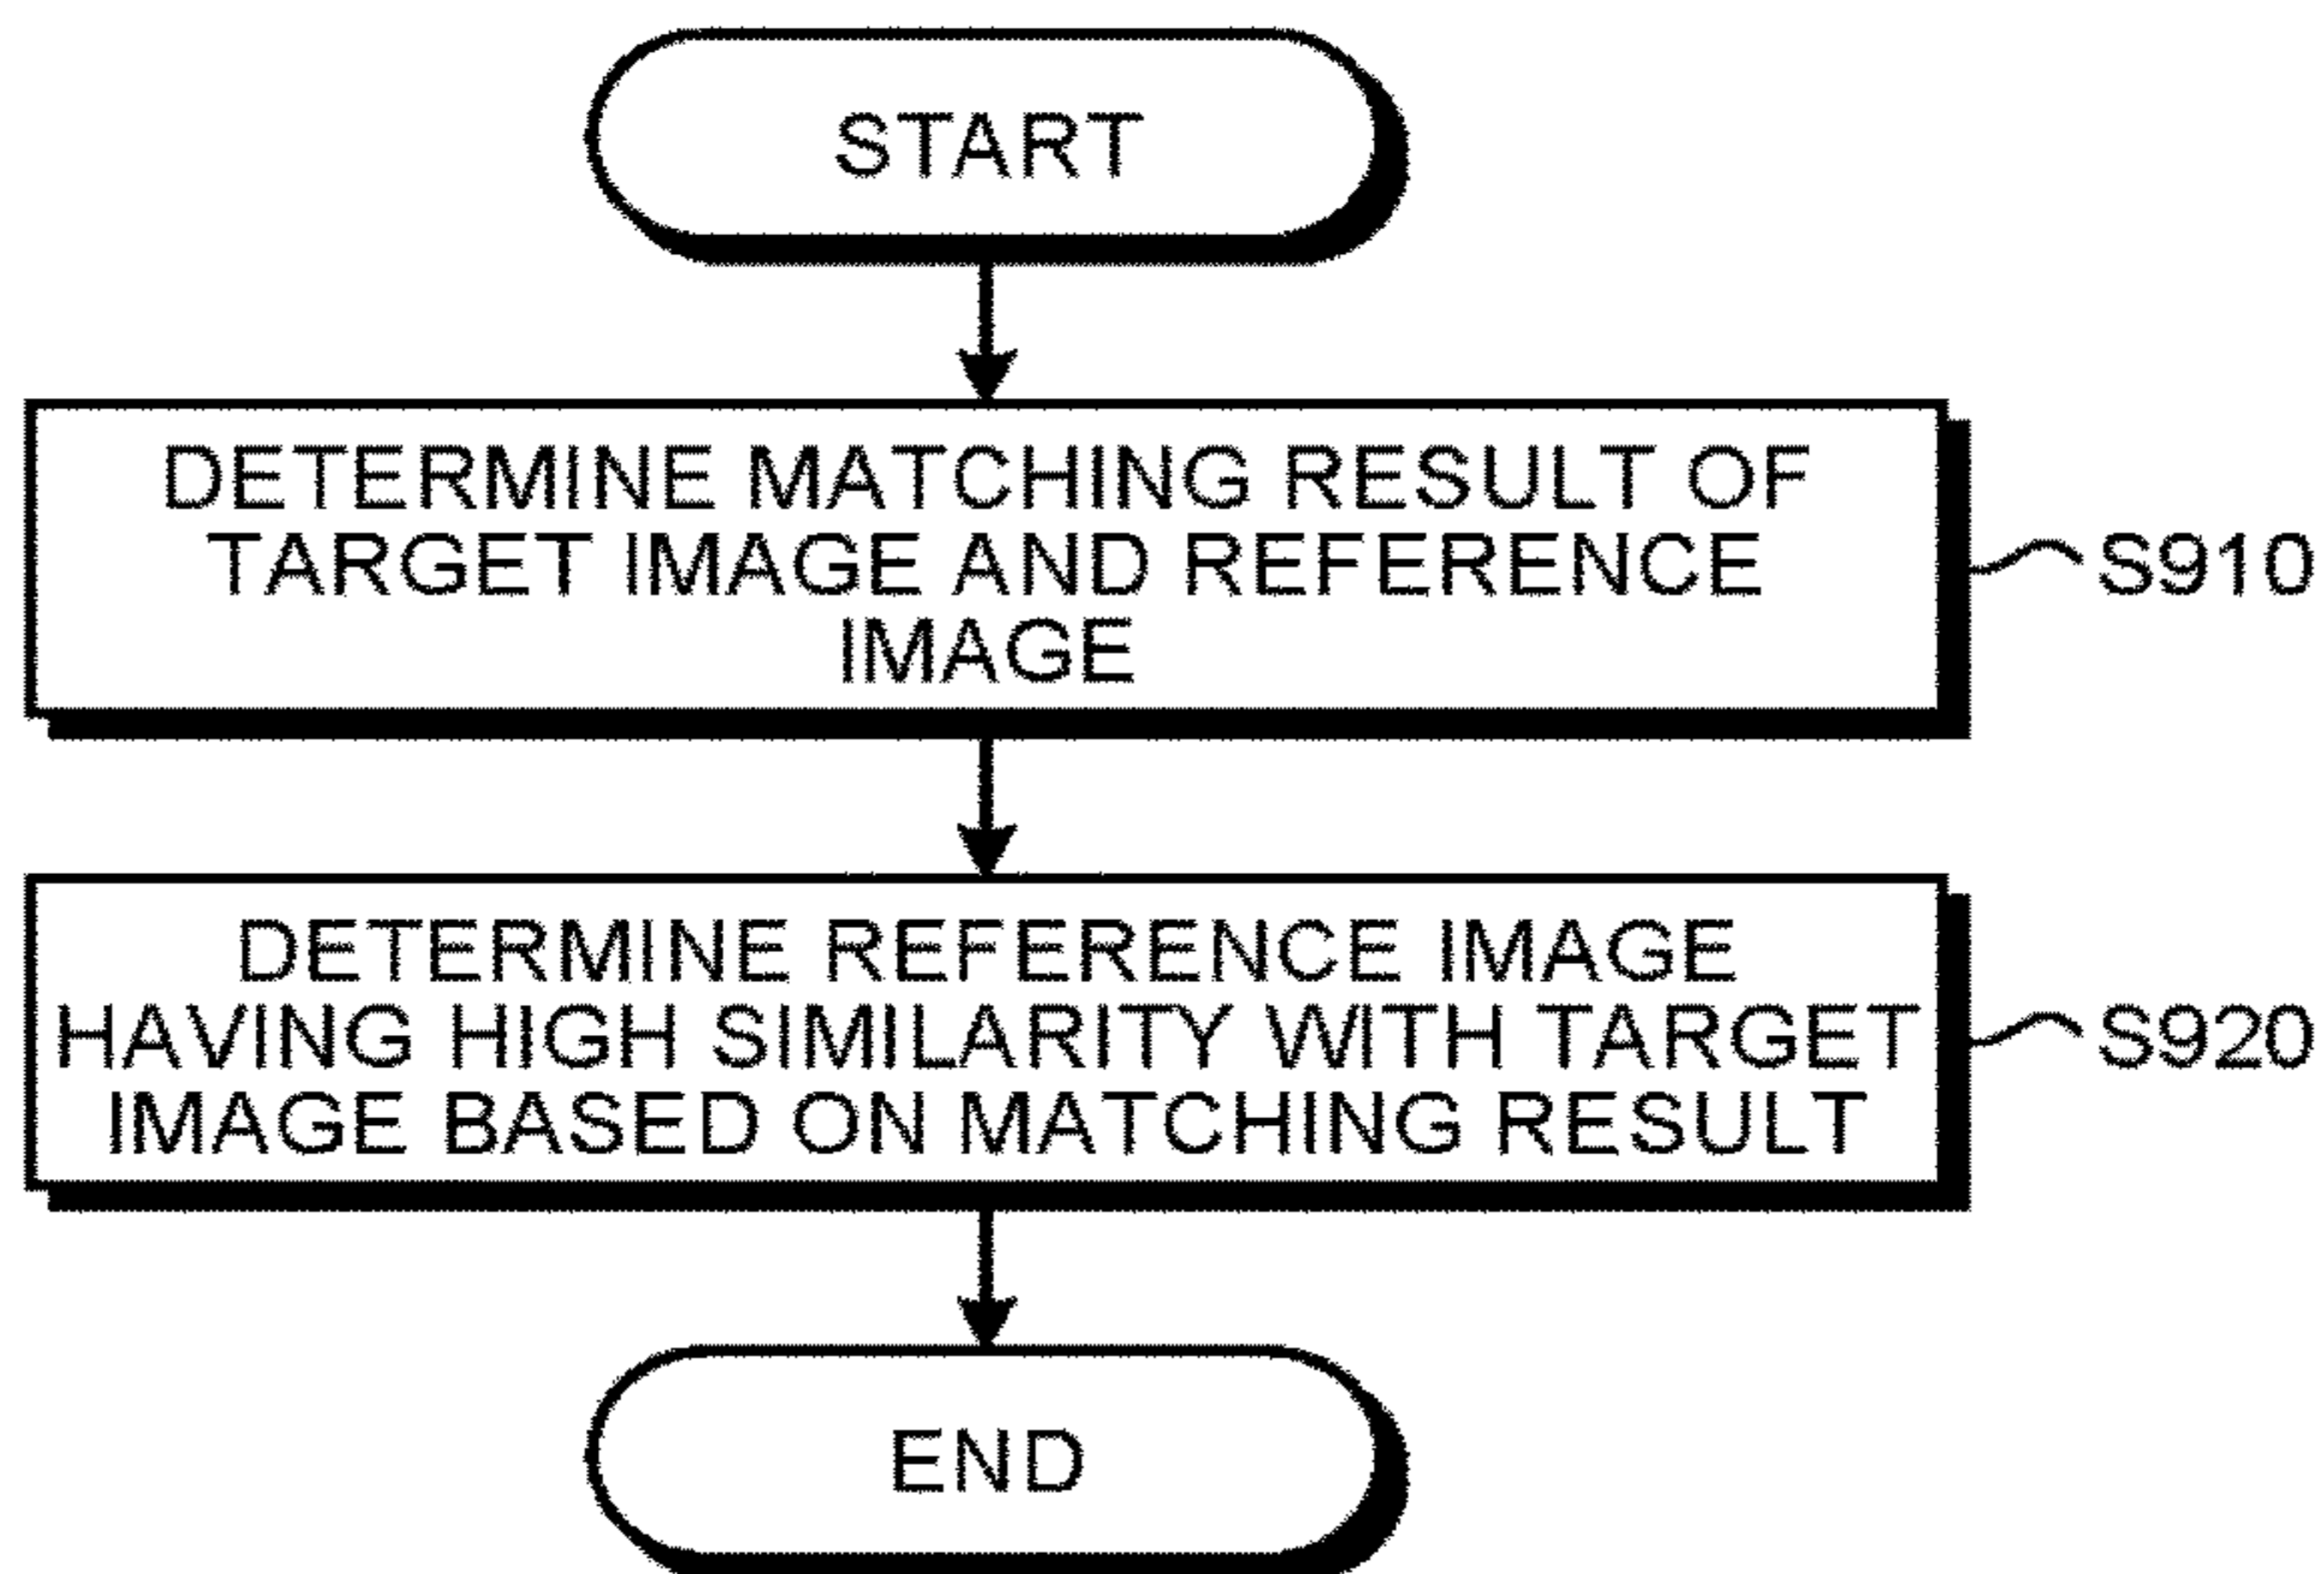 START
DETERMINE MATCHING RESULT OF
TARGET IMAGE AND REFERENCE
IMAGE
S910
DETERMINE REFERENCE IMAGE
HAVING HIGH SIMILARITY WITH TARGET
IMAGE BASED ON MATCHING RESULT
S920
END